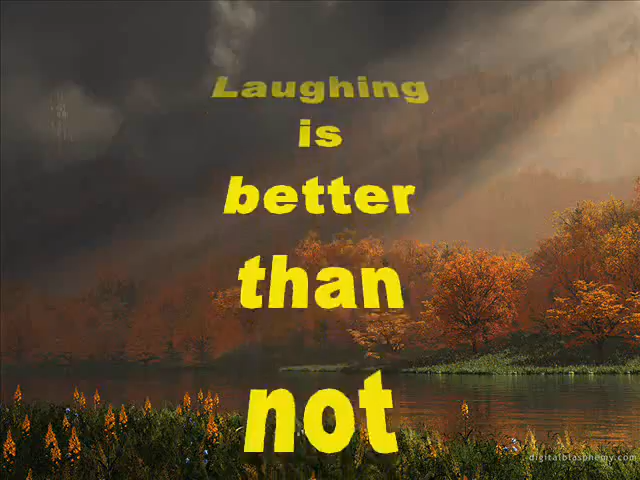 Laughing
is
better
than
not
digitalblasphemy.com